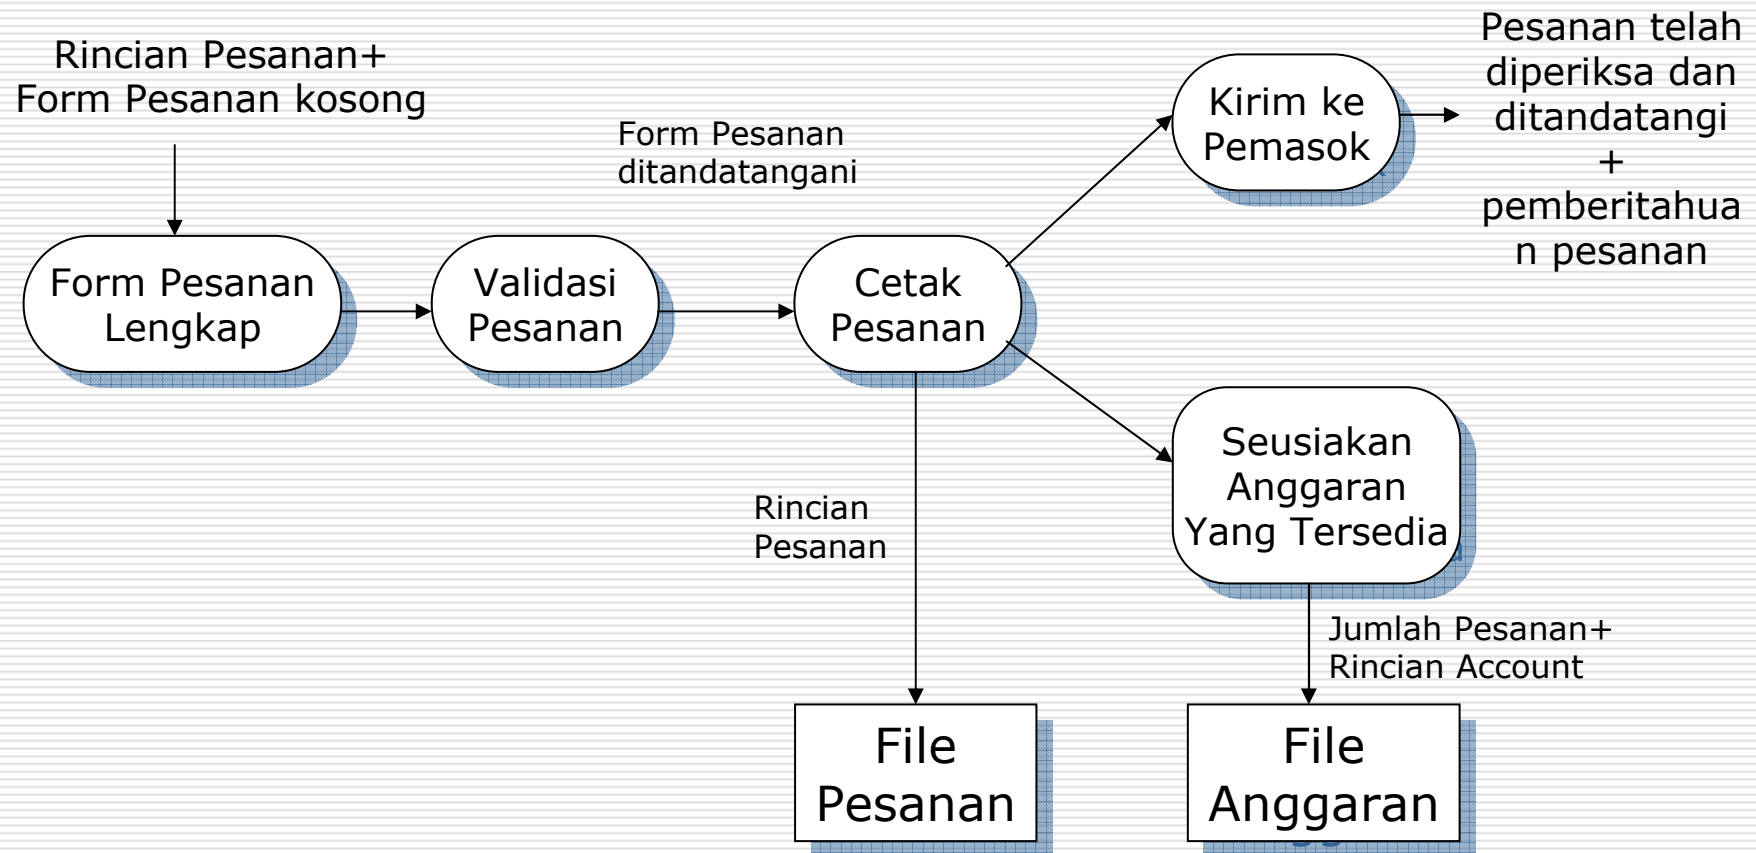 Rincian Pesanan+
Form Pesanan kosong
Form Pesanan
ditandatangani
Kirim ke
Pemasok
Pesanan telah
diperiksa dan
ditandatangi
+
pemberitahua
n pesanan
Form Pesanan
Lengkap
Validasi
Pesanan
Cetak
Pesanan
Seusiakan
Anggaran
Yang Tersedia
Rincian
Pesanan
Jumlah Pesanan+
Rincian Account
File
Pesanan
File
Anggaran